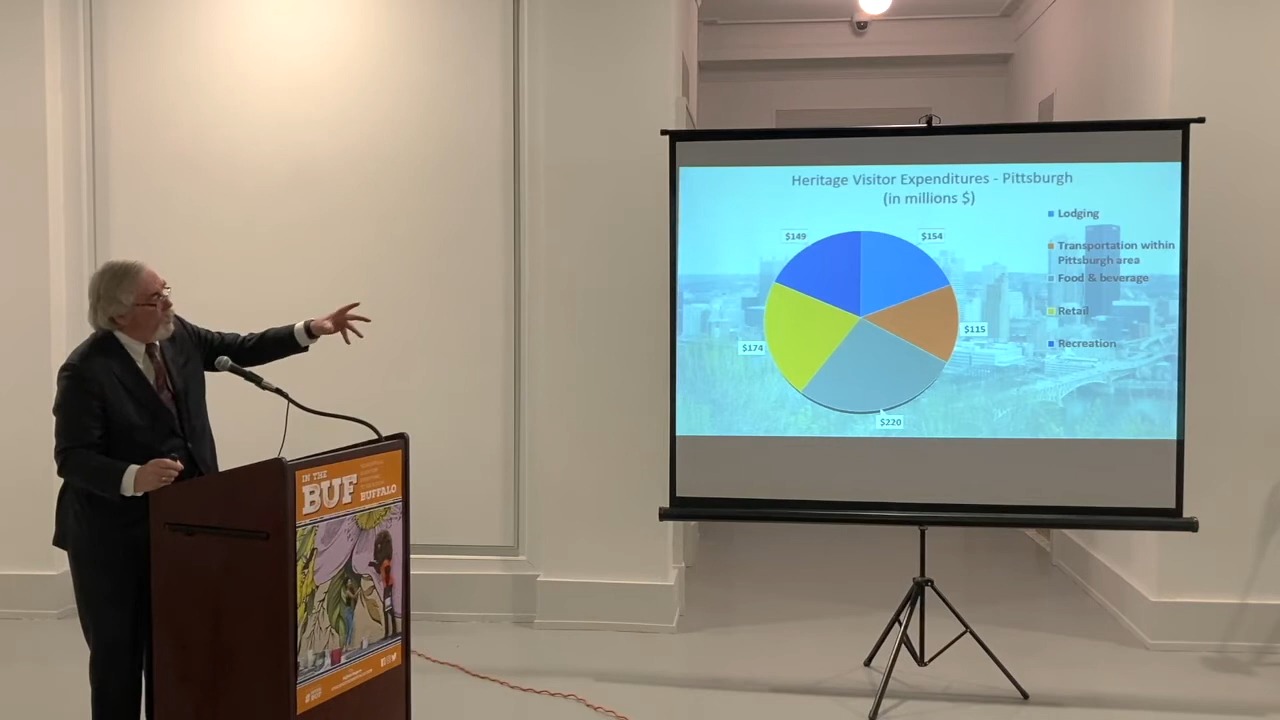 Heritage Visitor Expenditures - Pittsburgh
(in millions $)
$149
$154
$115
$174
$220
Lodging
Transportation within
Pittsburgh area
Food & beverage
Retail
Recreation
IN THE
BUF
BUFFALO